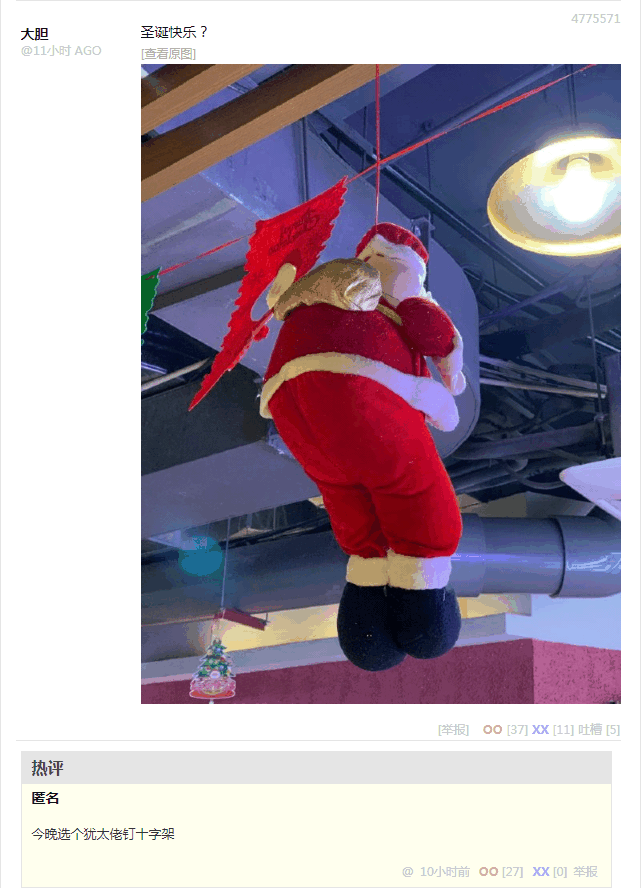 4775571
大胆
@11小时 AGO
圣诞快乐？
[查看原图]
[举报] OO [37] XX [11] 吐槽 [5]
热评
匿名
今晚选个犹太佬钉十字架
@ 10小时前 OO [27] XX [0] 举报